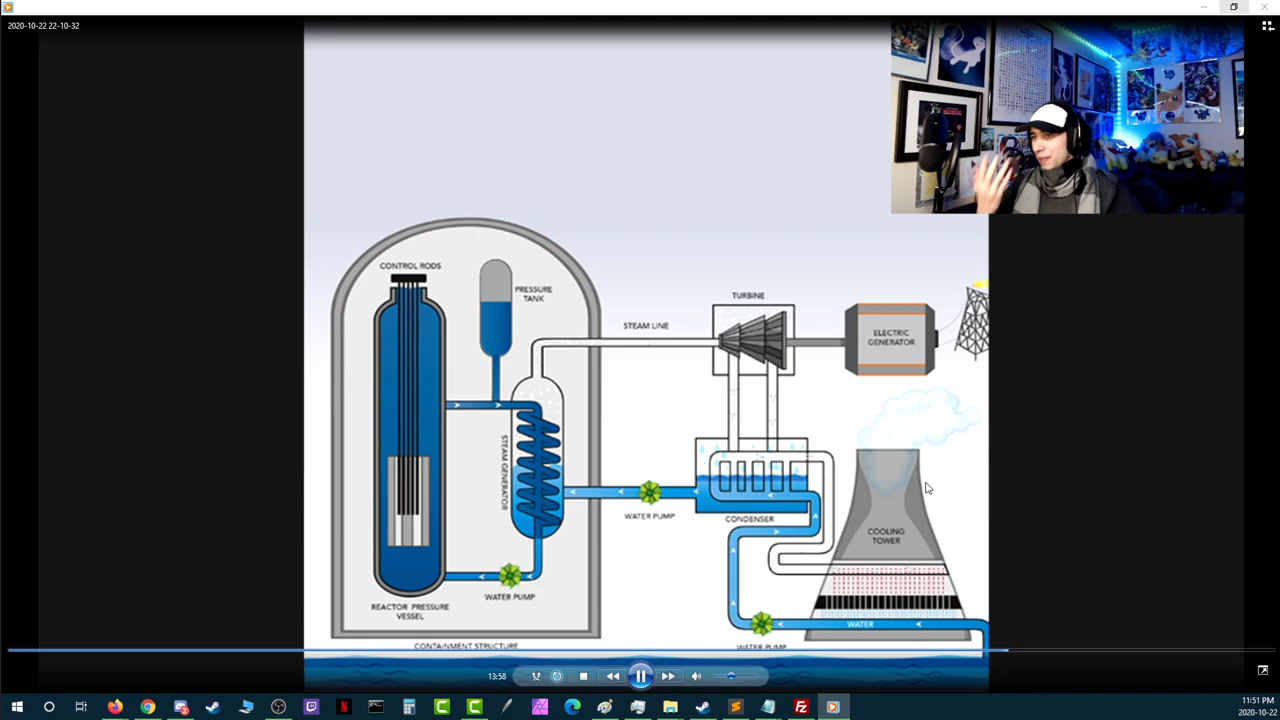 2020-10-22 22-10-32
CONTROL RODS
PRESSURE
TANK
TURBINE
STEAM LINE
ELECTRIC
GENERATOR
STEAM GENERATOR
WATER PUMP
CONDENSER
COOLING
TOWER
WATER PUMP
REACTOR PRESSURE
VESSEL
WATER
CONTAINMENT STRUCTURE
WATER PUMP
13:58
11:51 PM
2020-10-22